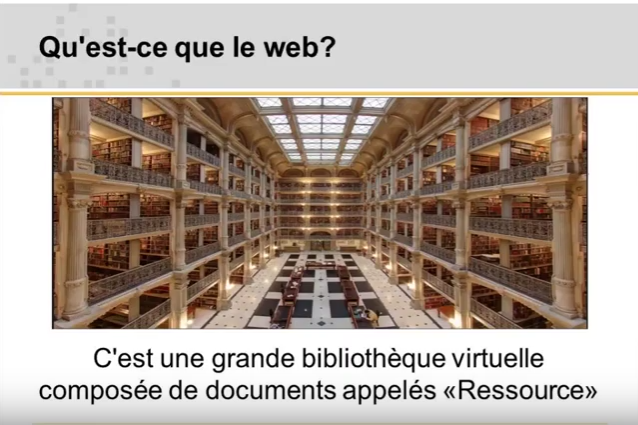 Qu'est-ce que le web?
C'est une grande bibliothèque virtuelle
composée de documents appelés «Ressource»